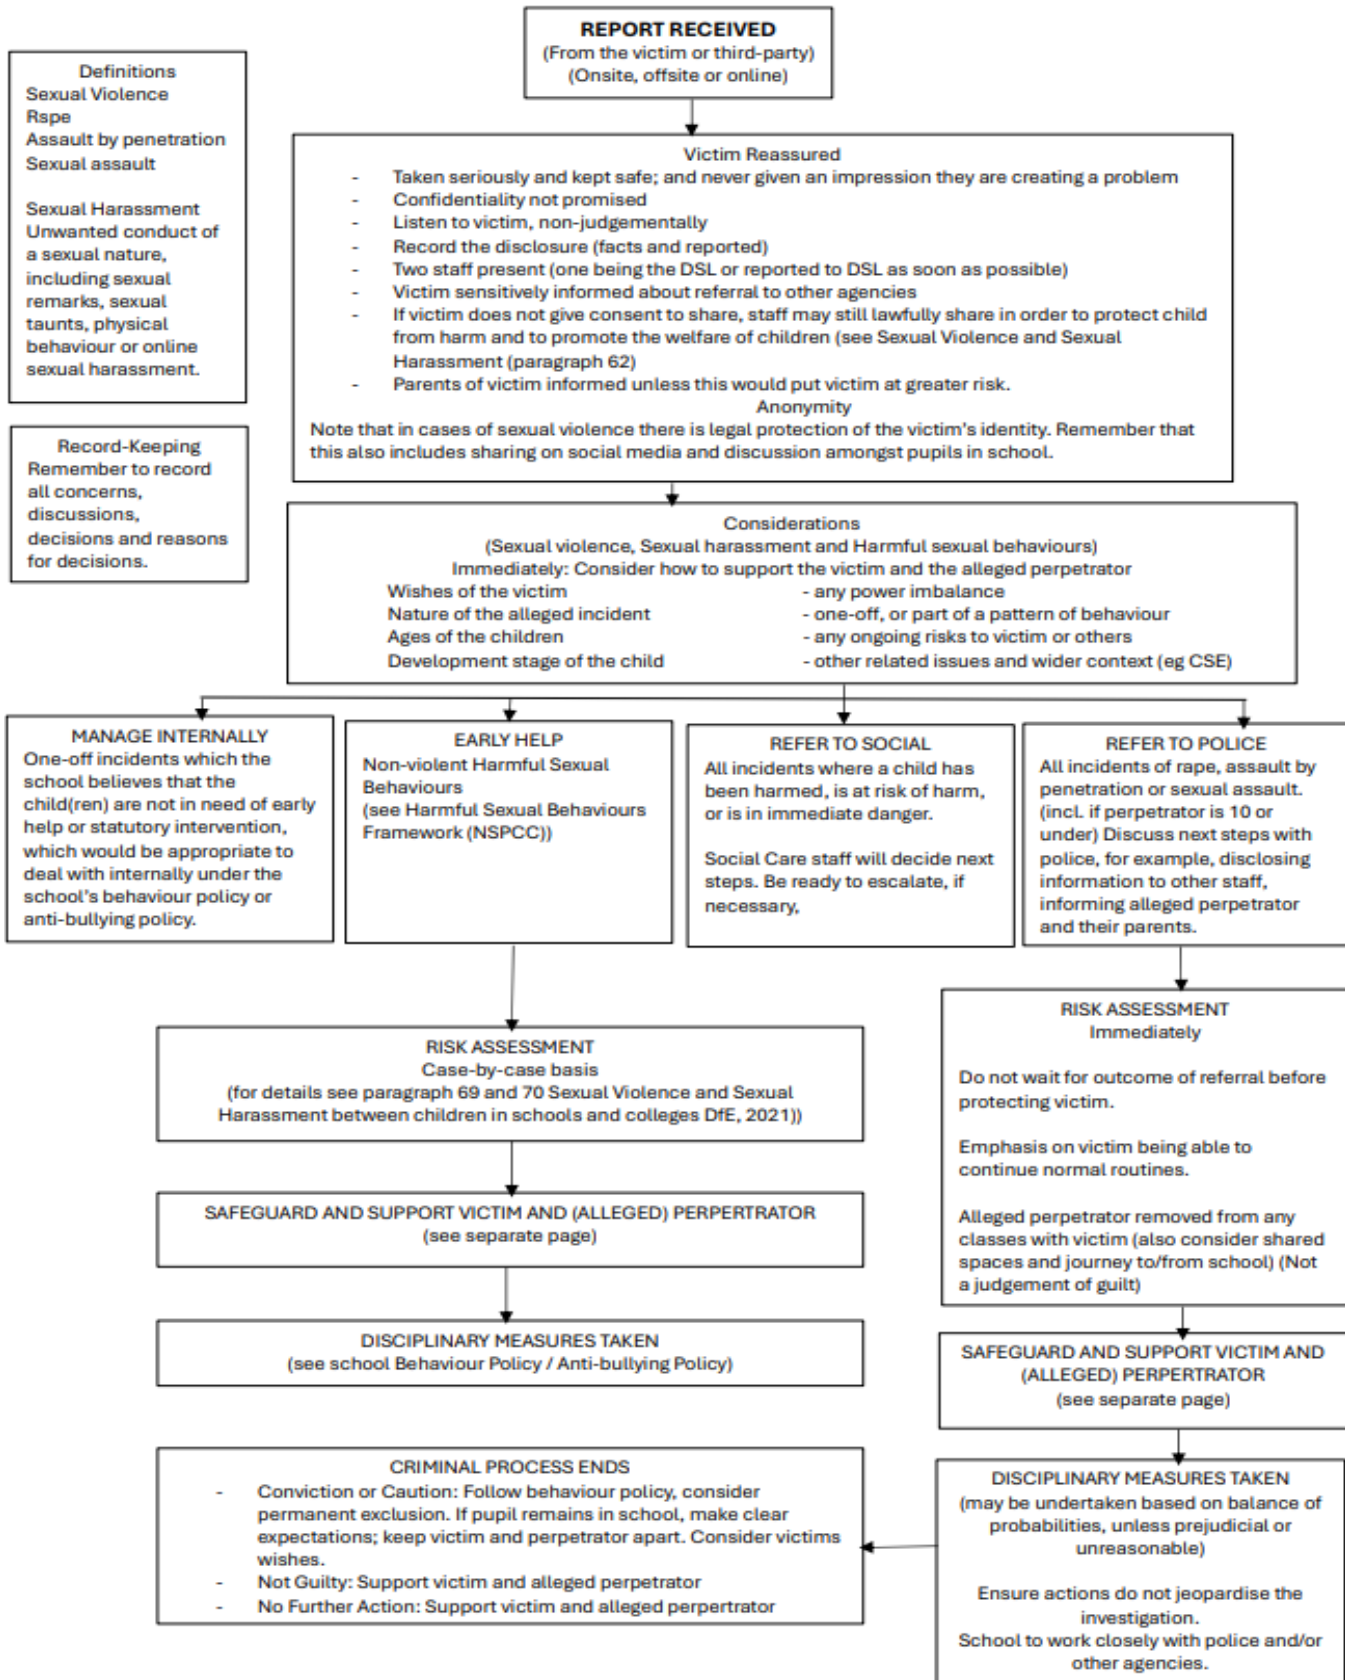 REPORT RECEIVED
(From the victim or third-party)
(Onsite, offsite or online)
Definitions
Sexual Violence
Rspe
Assault by penetration
Sexual assault
Sexual Harassment
Unwanted conduct of
a sexual nature,
including sexual
remarks, sexual
taunts, physical
behaviour or online
sexual harassment.
Victim Reassured
- Taken seriously and kept safe; and never given an impression they are creating a problem
- Confidentiality not promised
- Listen to victim, non-judgementally
- Record the disclosure (facts and reported)
- Two staff present (one being the DSL or reported to DSL as soon as possible)
- Victim sensitively informed about referral to other agencies
- If victim does not give consent to share, staff may still lawfully share in order to protect child
from harm and to promote the welfare of children (see Sexual Violence and Sexual
Harassment (paragraph 62)
- Parents of victim informed unless this would put victim at greater risk.
Anonymity
Note that in cases of sexual violence there is legal protection of the victim's identity. Remember that
this also includes sharing on social media and discussion amongst pupils in school.
Record-Keeping
Remember to record
all concerns,
discussions,
decisions and reasons
for decisions.
Considerations
(Sexual violence, Sexual harassment and Harmful sexual behaviours)
Immediately: Consider how to support the victim and the alleged perpetrator
Wishes of the victim - any power imbalance
Nature of the alleged incident - one-off, or part of a pattern of behaviour
Ages of the children - any ongoing risks to victim or others
Development stage of the child - other related issues and wider context (eg CSE)
MANAGE INTERNALLY
One-off incidents which the
school believes that the
child(ren) are not in need of early
help or statutory intervention,
which would be appropriate to
deal with internally under the
school's behaviour policy or
anti-bullying policy.
EARLY HELP
Non-violent Harmful Sexual
Behaviours
(see Harmful Sexual Behaviours
Framework (NSPCC))
REFER TO SOCIAL
All incidents where a child has
been harmed, is at risk of harm,
or is in immediate danger.
Social Care staff will decide next
steps. Be ready to escalate, if
necessary,
REFER TO POLICE
All incidents of rape, assault by
penetration or sexual assault.
(incl. if perpetrator is 10 or
under) Discuss next steps with
police, for example, disclosing
information to other staff,
informing alleged perpetrator
and their parents.
RISK ASSESSMENT
Case-by-case basis
(for details see paragraph 69 and 70 Sexual Violence and Sexual
Harassment between children in schools and colleges DfE, 2021))
SAFEGUARD AND SUPPORT VICTIM AND (ALLEGED) PERPERTRATOR
(see separate page)
DISCIPLINARY MEASURES TAKEN
(see school Behaviour Policy / Anti-bullying Policy)
RISK ASSESSMENT
Immediately
Do not wait for outcome of referral before
protecting victim.
Emphasis on victim being able to
continue normal routines.
Alleged perpetrator removed from any
classes with victim (also consider shared
spaces and journey to/from school) (Not
a judgement of guilt)
SAFEGUARD AND SUPPORT VICTIM AND
(ALLEGED) PERPERTRATOR
(see separate page)
DISCIPLINARY MEASURES TAKEN
(may be undertaken based on balance of
probabilities, unless prejudicial or
unreasonable)
Ensure actions do not jeopardise the
investigation.
School to work closely with police and/or
other agencies.
CRIMINAL PROCESS ENDS
- Conviction or Caution: Follow behaviour policy, consider
permanent exclusion. If pupil remains in school, make clear
expectations; keep victim and perpetrator apart. Consider victims
wishes.
- Not Guilty: Support victim and alleged perpetrator
- No Further Action: Support victim and alleged perpertrator